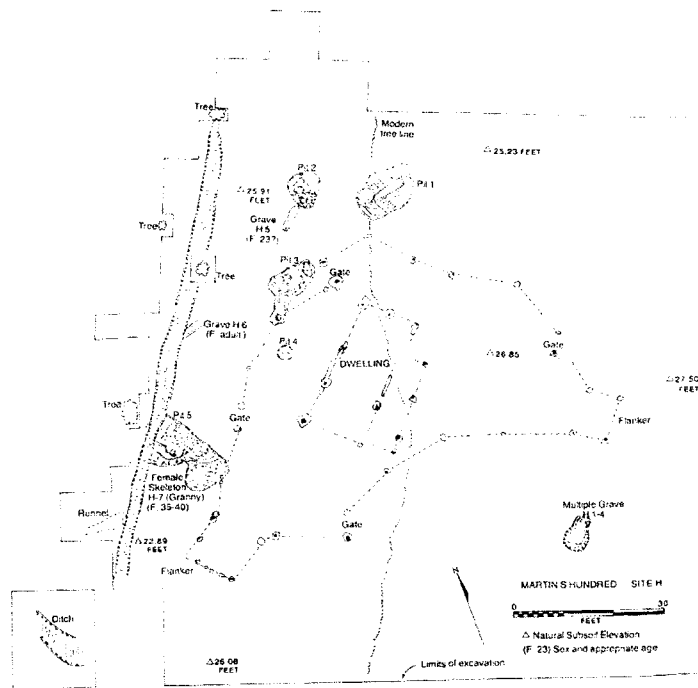 Tree
Modern
tree line
△ 25.23 FEET
Pit 2
Pit 1
△ 25.91
FEET
Grave
H-5
(F. 23?)
Tree
Pit 3
Gate
Tree
Grave H-6
(F. adult)
Gate
Pit 4
DWELLING
△ 26.85
△ 27.50
FEET
Tree
Pit 5
Gate
Flanker
Female
Skeleton
H-7 (Granny)
(F. 35-40)
Multiple Grave
H 1-4
Runnel
Gate
△ 22.89
FEET
Flanker
N
MARTIN'S HUNDRED SITE H
0 30
FEET
Ditch
△ Natural Subsoil Elevation
(F. 23) Sex and appropriate age
△ 26.08
FEET
Limits of excavation